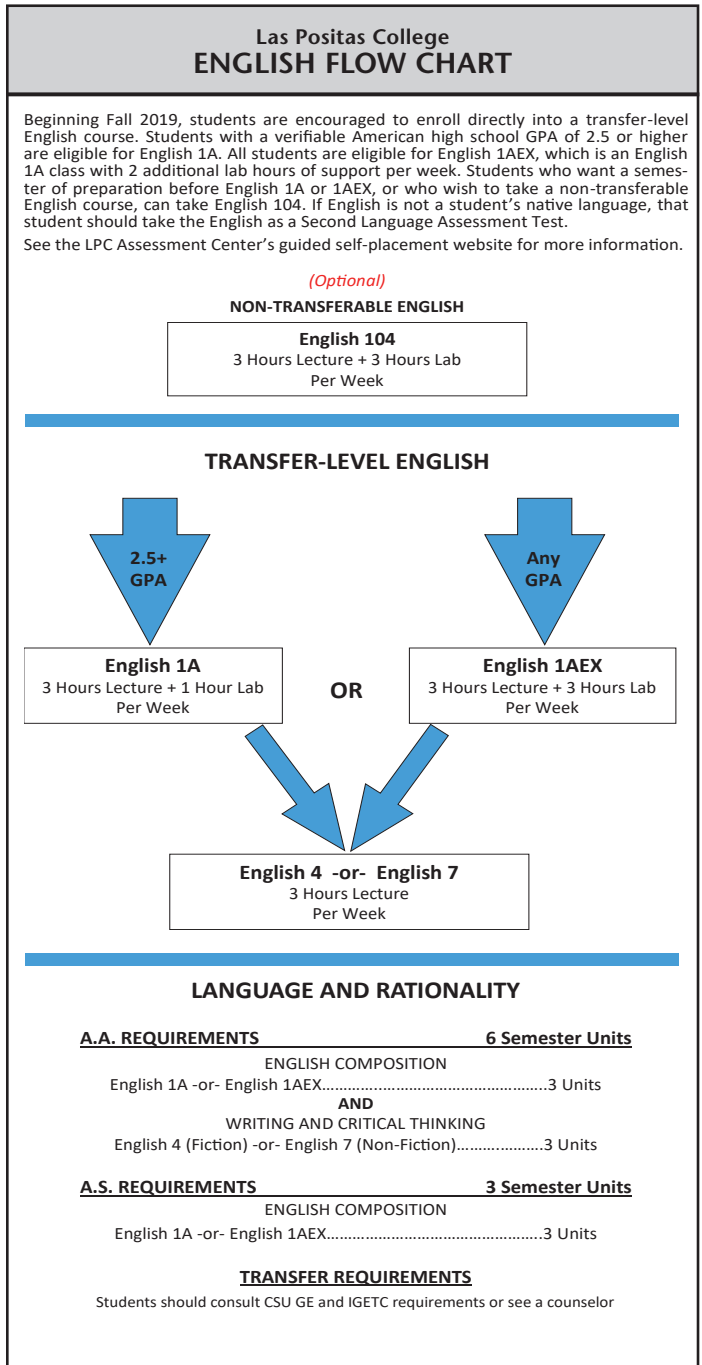 Las Positas College
ENGLISH FLOW CHART
Beginning Fall 2019, students are encouraged to enroll directly into a transfer-level
English course. Students with a verifiable American high school GPA of 2.5 or higher
are eligible for English 1A. All students are eligible for English 1AEX, which is an English
1A class with 2 additional lab hours of support per week. Students who want a semes-
ter of preparation before English 1A or 1AEX, or who wish to take a non-transferable
English course, can take English 104. If English is not a student's native language, that
student should take the English as a Second Language Assessment Test.
See the LPC Assessment Center's guided self-placement website for more information.
(Optional)
NON-TRANSFERABLE ENGLISH
English 104
3 Hours Lecture + 3 Hours Lab
Per Week
TRANSFER-LEVEL ENGLISH
2.5+
GPA
Any
GPA
English 1A
3 Hours Lecture + 1 Hour Lab
Per Week
OR
English 1AEX
3 Hours Lecture + 3 Hours Lab
Per Week
English 4 -or- English 7
3 Hours Lecture
Per Week
LANGUAGE AND RATIONALITY
A.A. REQUIREMENTS 6 Semester Units
ENGLISH COMPOSITION
English 1A -or- English 1AEX…………………………………………..3 Units
AND
WRITING AND CRITICAL THINKING
English 4 (Fiction) -or- English 7 (Non-Fiction)…………………3 Units
A.S. REQUIREMENTS 3 Semester Units
ENGLISH COMPOSITION
English 1A -or- English 1AEX…………………………………………..3 Units
TRANSFER REQUIREMENTS
Students should consult CSU GE and IGETC requirements or see a counselor